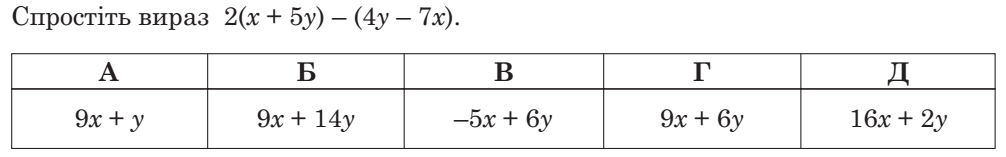 Спростіть вираз 2(x + 5y) – (4y – 7x).
А Б В Г Д
9x + y 9x + 14y –5x + 6y 9x + 6y 16x + 2y